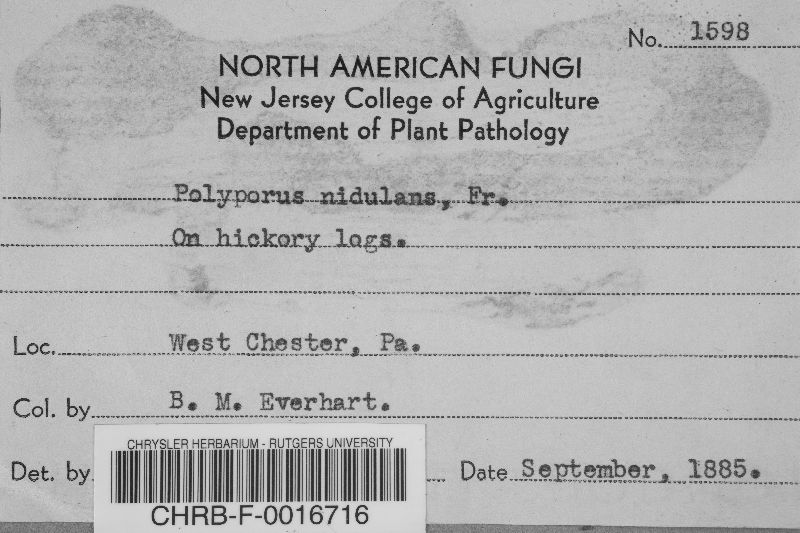 No. 1598
NORTH AMERICAN FUNGI
New Jersey College of Agriculture
Department of Plant Pathology
Polyporus nidulans, Fr.
On hickory logs.
Loc. West Chester, Pa.
Col. by B. M. Everhart.
Det. by Date September, 1885.
CHRYSLER HERBARIUM - RUTGERS UNIVERSITY
CHRB-F-0016716